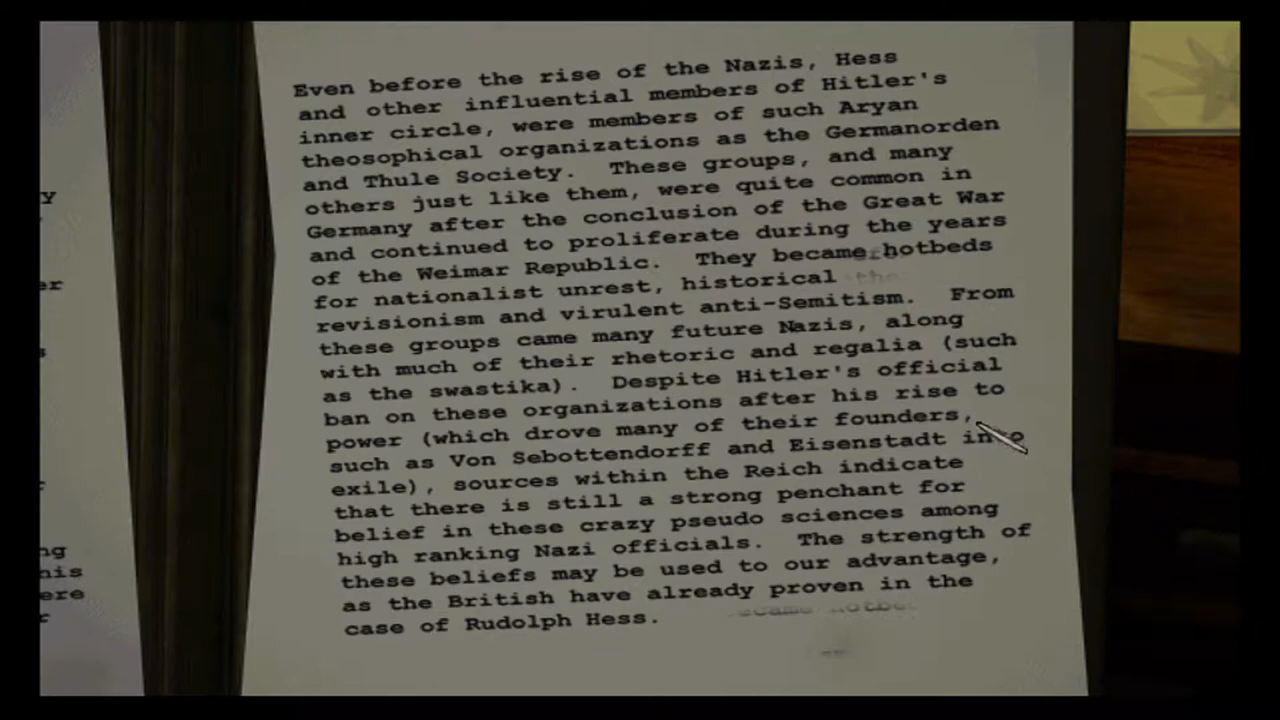 Even before the rise of the Nazis, Hess
and other influential members of Hitler's
inner circle, were members of such Aryan
theosophical organizations as the Germanorden
and Thule Society. These groups, and many
others just like them, were quite common in
Germany after the conclusion of the Great War
and continued to proliferate during the years
of the Weimar Republic. They became hotbeds
for nationalist unrest, historical
revisionism and virulent anti-Semitism. From
these groups came many future Nazis, along
with much of their rhetoric and regalia (such
as the swastika). Despite Hitler's official
ban on these organizations after his rise to
power (which drove many of their founders,
such as Von Sebottendorff and Eisenstadt into
exile), sources within the Reich indicate
that there is still a strong penchant for
belief in these crazy pseudo sciences among
high ranking Nazi officials. The strength of
these beliefs may be used to our advantage,
as the British have already proven in the
case of Rudolph Hess.
y
er
s
f
ng
his
ere
r